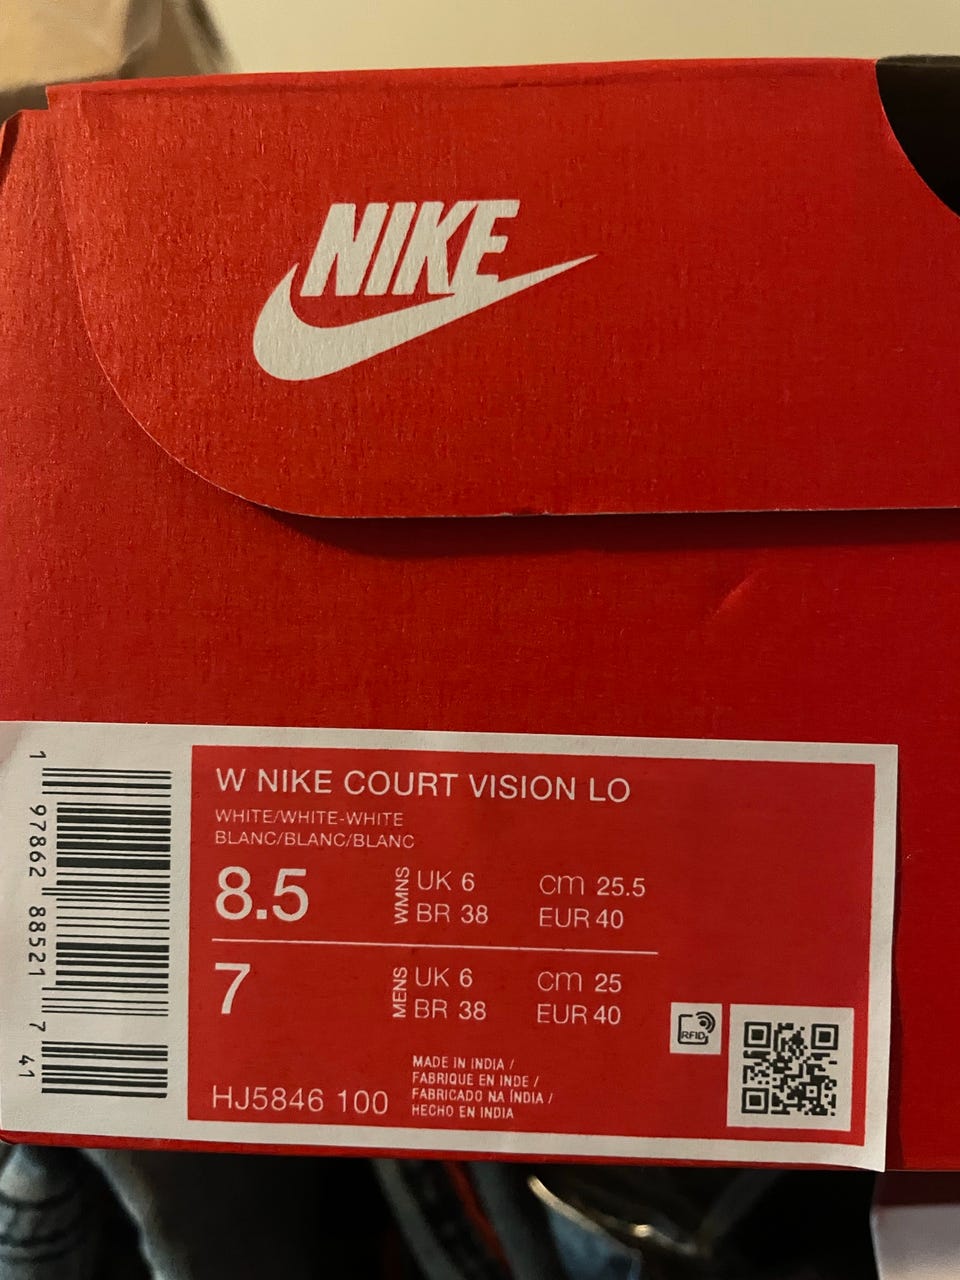 NIKE
W NIKE COURT VISION LO
WHITE/WHITE-WHITE
BLANC/BLANC/BLANC
8.5 WMNS UK 6 cm 25.5
BR 38 EUR 40
7 MENS UK 6 cm 25
BR 38 EUR 40
RFID
MADE IN INDIA /
FABRIQUE EN INDE /
FABRICADO NA ÍNDIA /
HECHO EN INDIA
HJ5846 100
1 97862 88521 7 41